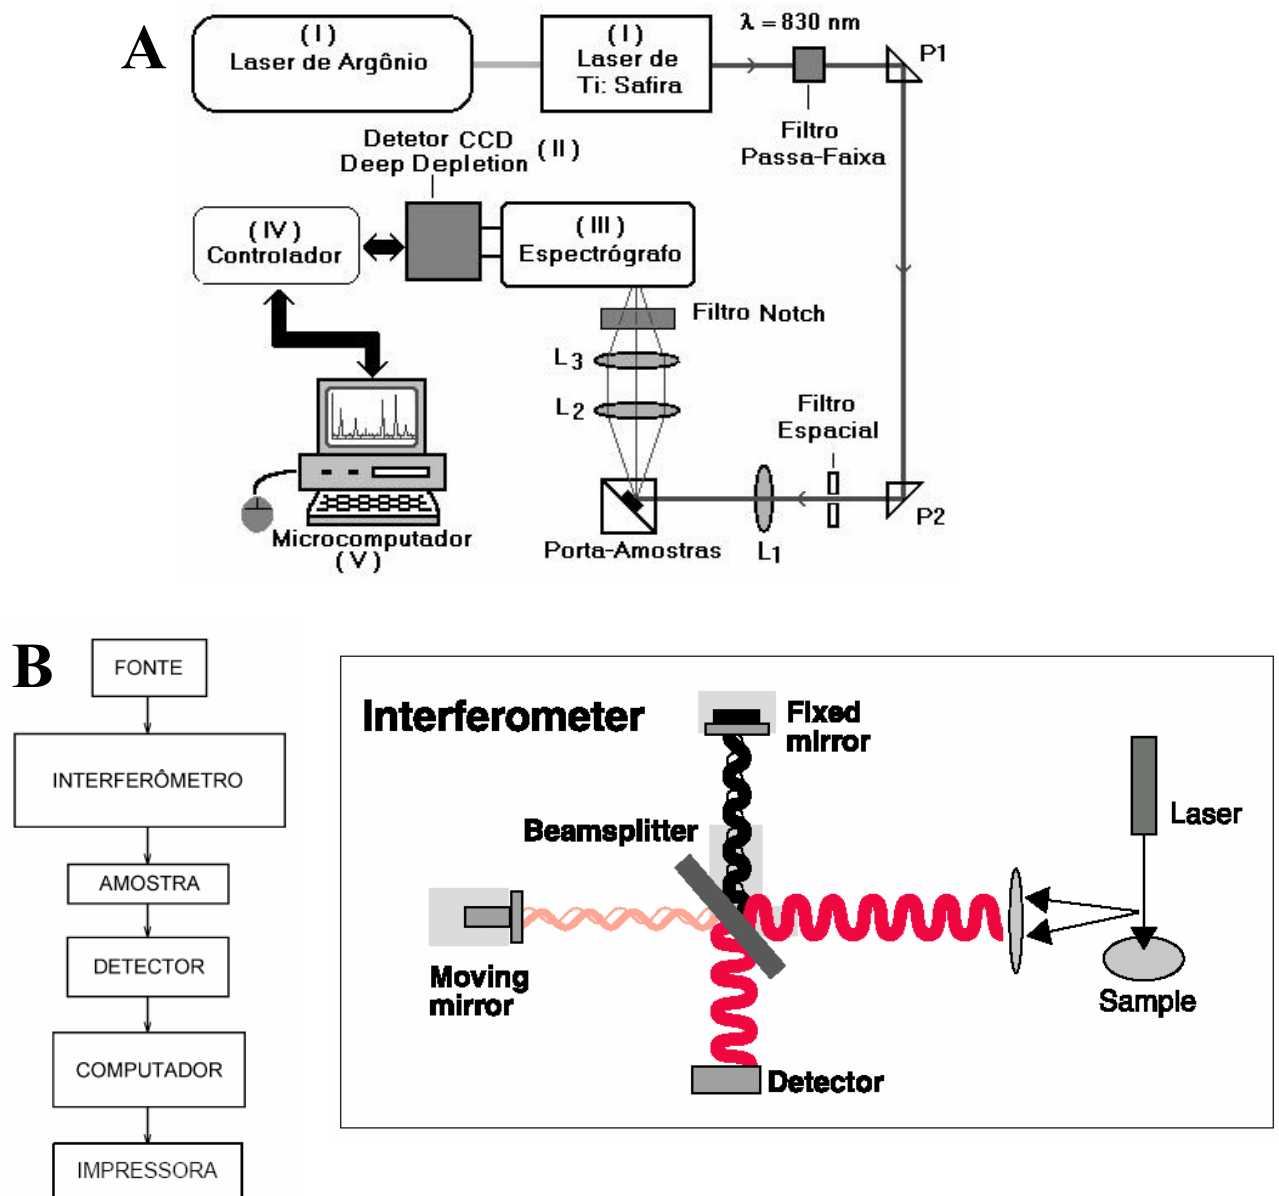 A
( I )
Laser de Argônio
( I )
Laser de
Ti: Safira
λ = 830 nm
P1
Filtro
Passa-Faixa
Detetor CCD
Deep Depletion
( II )
( IV )
Controlador
( III )
Espectrógrafo
Filtro Notch
L3
L2
Filtro
Espacial
P2
L1
Porta-Amostras
Microcomputador
( V )
B
FONTE
INTERFERÔMETRO
AMOSTRA
DETECTOR
COMPUTADOR
IMPRESSORA
Interferometer
Fixed
mirror
Beamsplitter
Laser
Moving
mirror
Sample
Detector